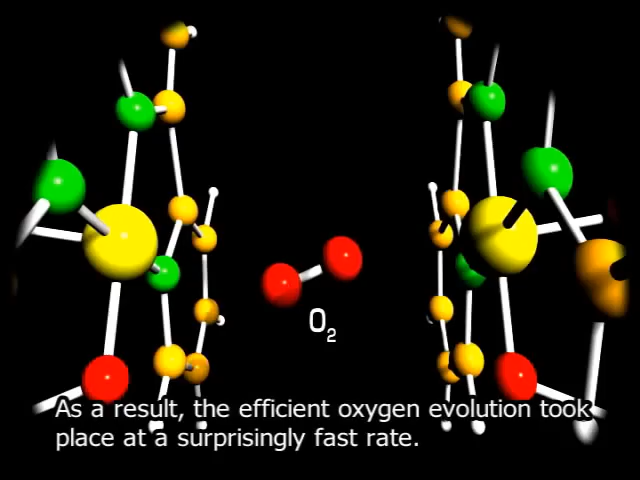 O2
As a result, the efficient oxygen evolution took
place at a surprisingly fast rate.